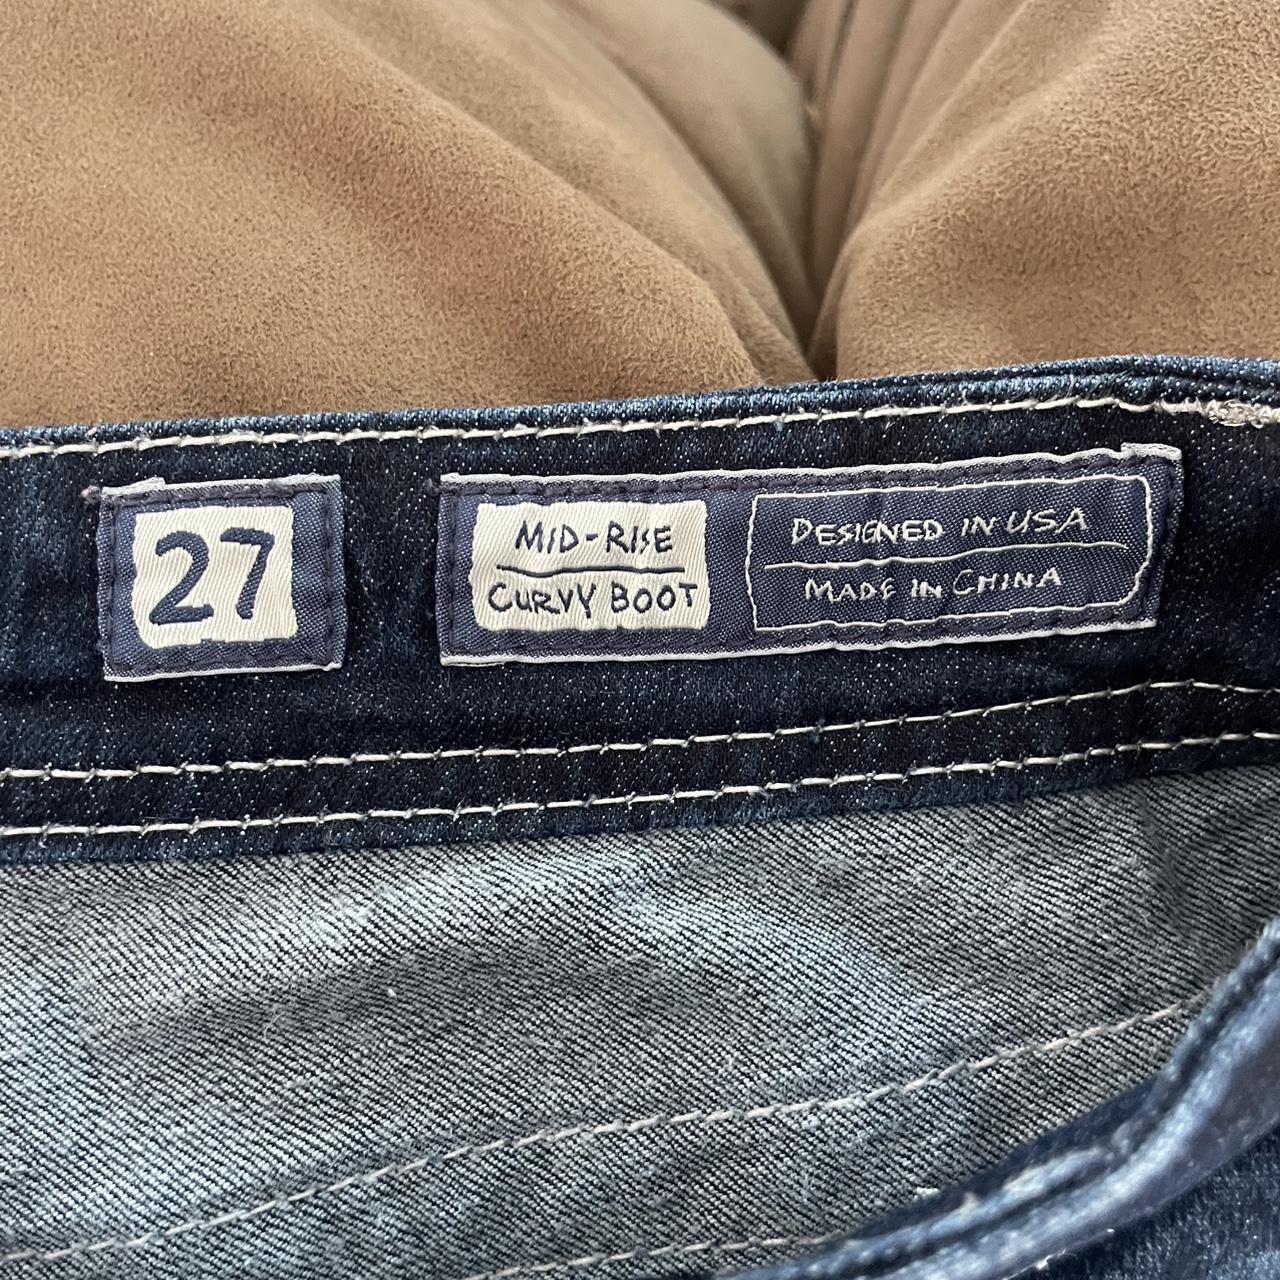 27
MID-RISE
CURVY BOOT
DESIGNED IN USA
MADE IN CHINA